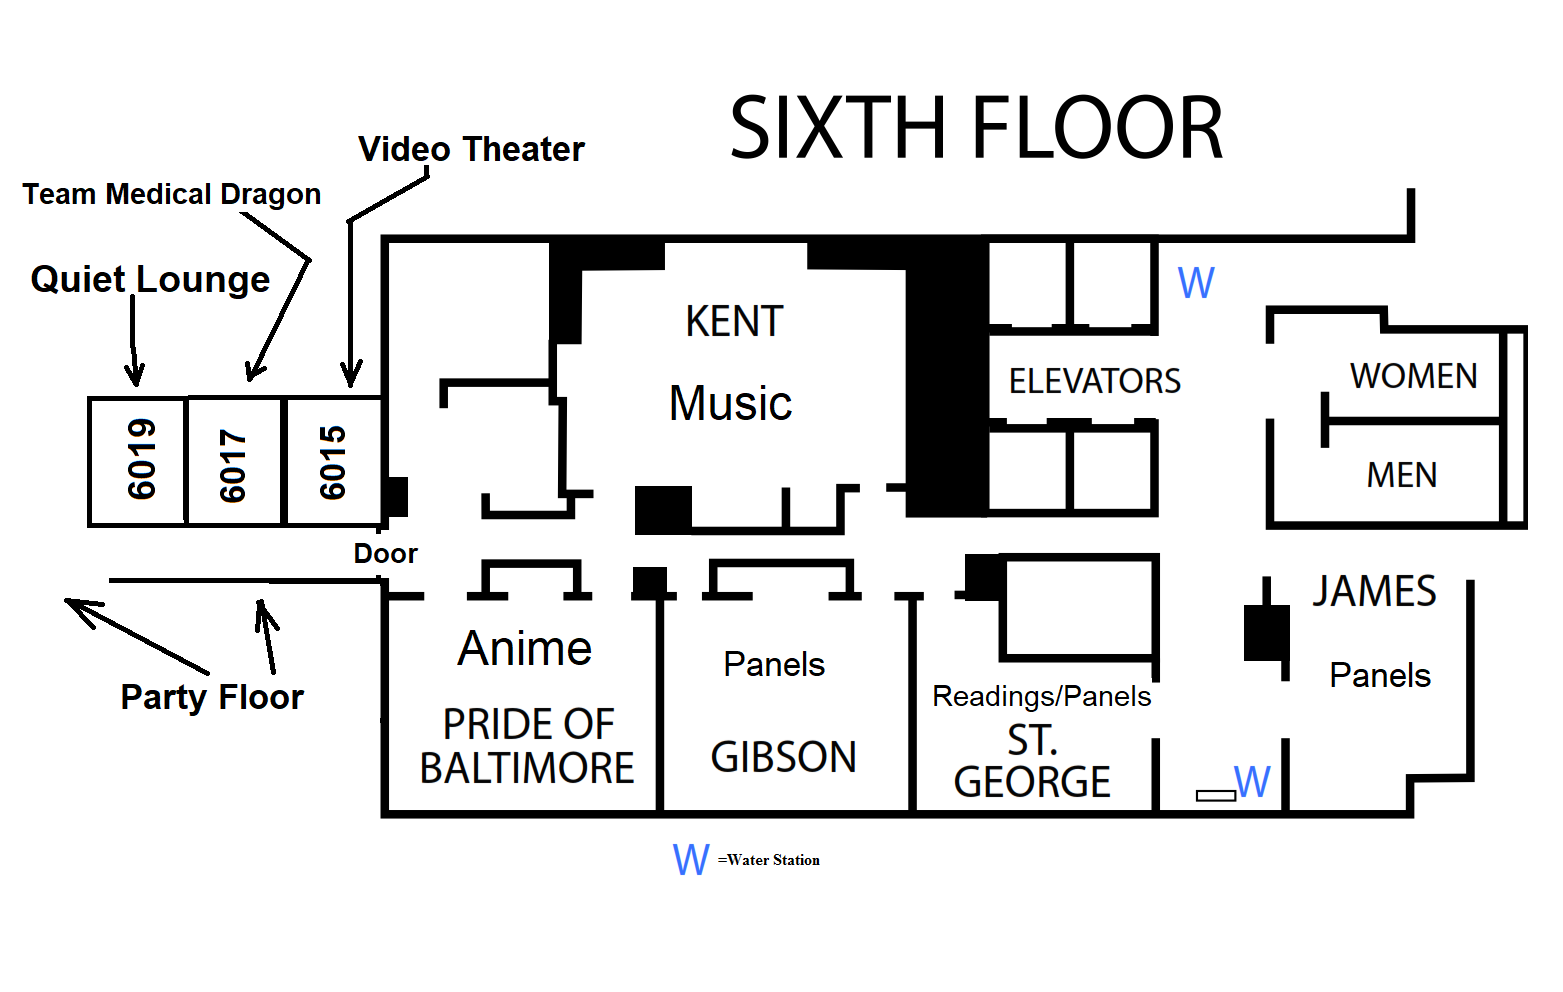 SIXTH FLOOR
Video Theater
Team Medical Dragon
Quiet Lounge
6019
6017
6015
Door
Party Floor
KENT
Music
ELEVATORS
W
WOMEN
MEN
Anime
PRIDE OF
BALTIMORE
Panels
GIBSON
Readings/Panels
ST.
GEORGE
JAMES
Panels
W
W =Water Station